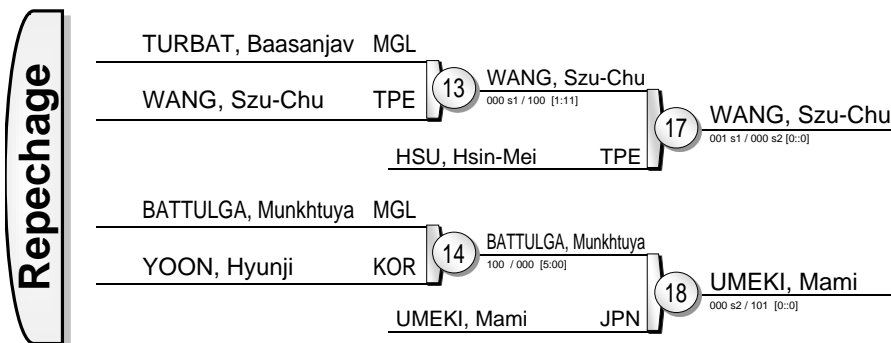 Repechage
TURBAT, Baasanjav MGL
WANG, Szu-Chu TPE
13
WANG, Szu-Chu
000 s1 / 100 [1:11]
HSU, Hsin-Mei TPE
17
WANG, Szu-Chu
001 s1 / 000 s2 [0::0]
BATTULGA, Munkhtuya MGL
YOON, Hyunji KOR
14
BATTULGA, Munkhtuya
100 / 000 [5:00]
UMEKI, Mami JPN
18
UMEKI, Mami
000 s2 / 101 [0::0]